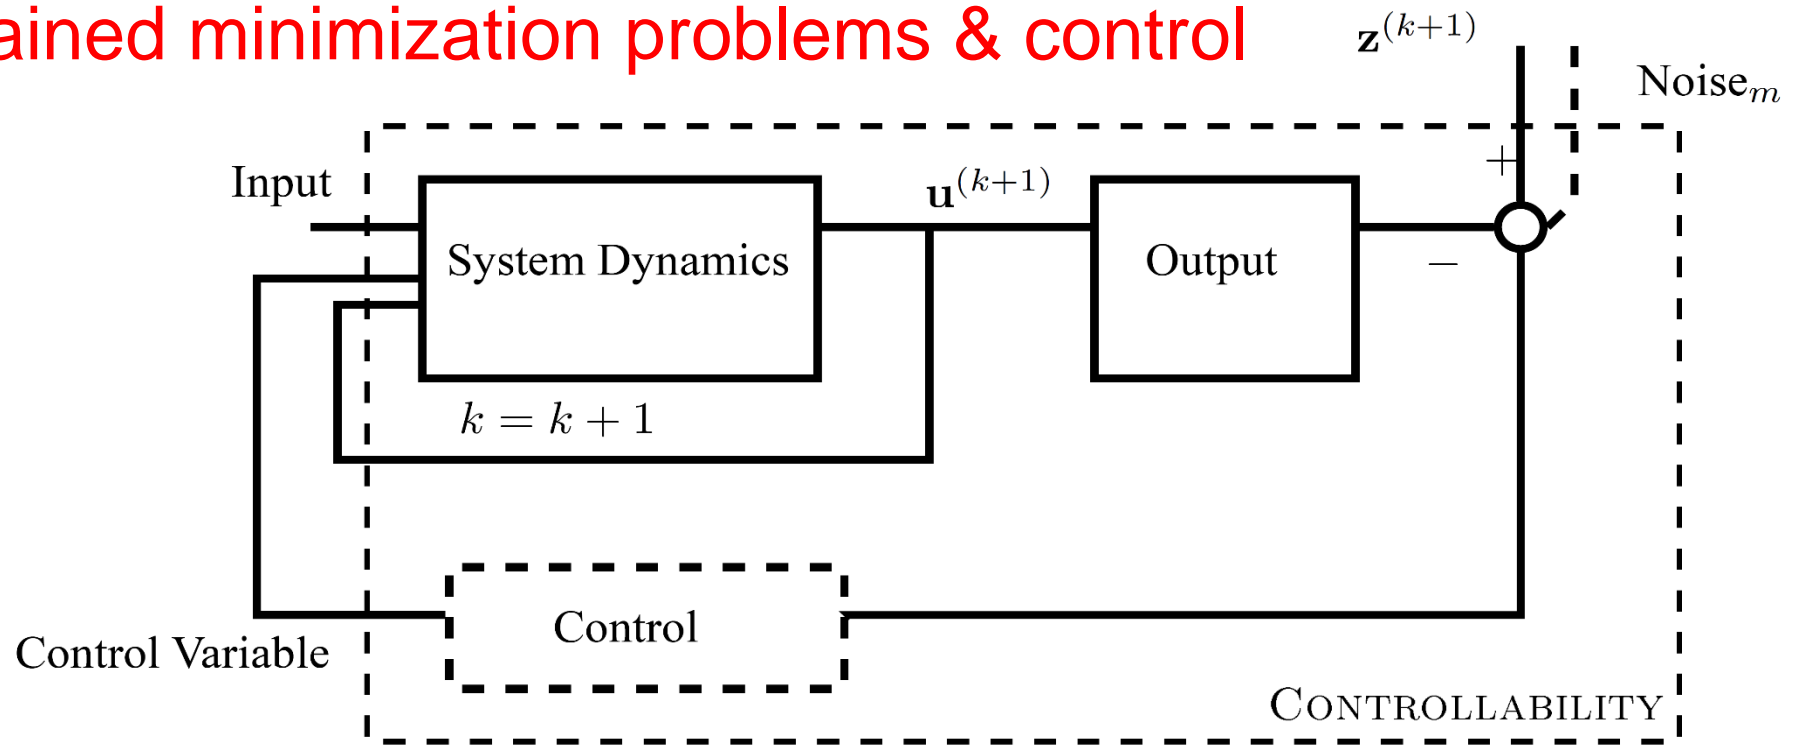 ained minimization problems & control
z^{(k+1)}
Noise_m
+
Input
u^{(k+1)}
System Dynamics
Output
−
k = k + 1
Control
Control Variable
CONTROLLABILITY